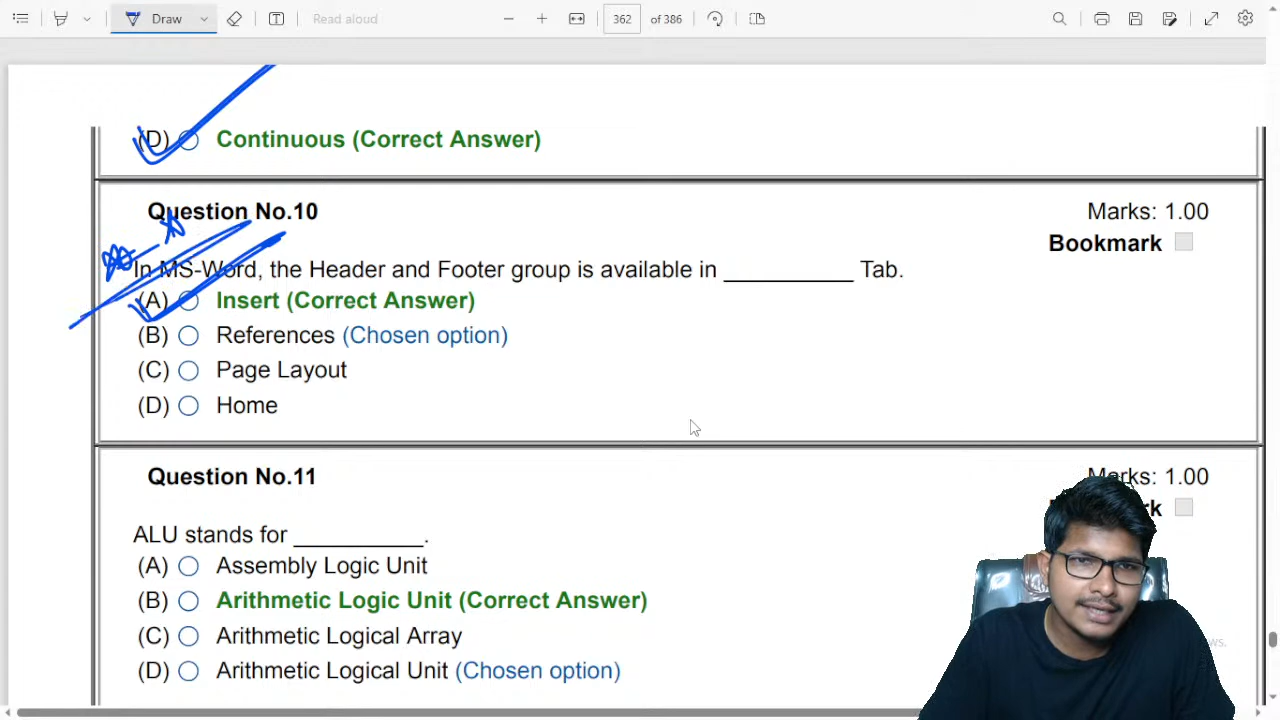 Draw
Read aloud
362 of 386
(D) Continuous (Correct Answer)
Question No.10 Marks: 1.00
Bookmark
In MS-Word, the Header and Footer group is available in __________ Tab.
(A) Insert (Correct Answer)
(B) References (Chosen option)
(C) Page Layout
(D) Home
Question No.11 Marks: 1.00
ALU stands for __________.
(A) Assembly Logic Unit
(B) Arithmetic Logic Unit (Correct Answer)
(C) Arithmetic Logical Array
(D) Arithmetic Logical Unit (Chosen option)